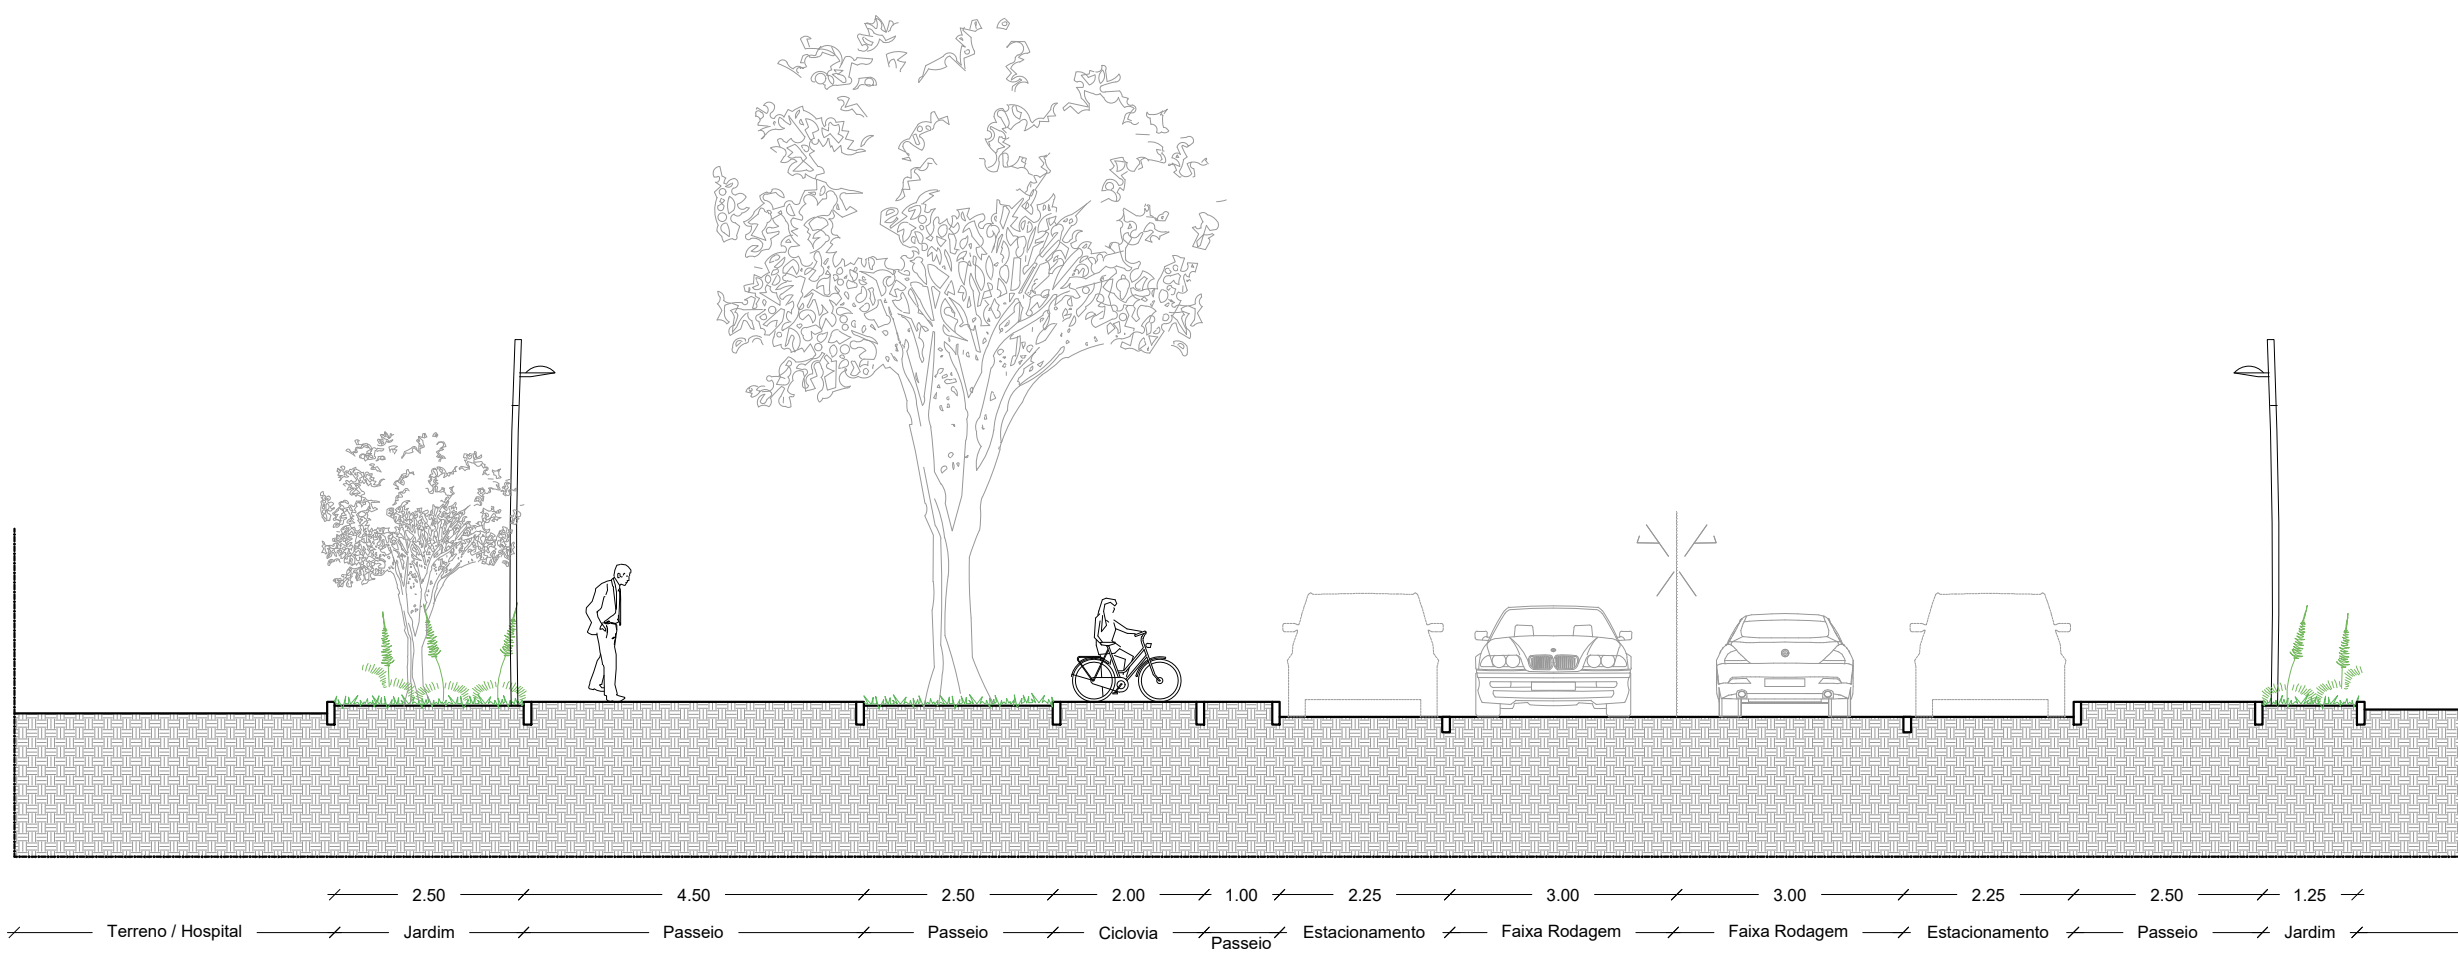 2.50 4.50 2.50 2.00 1.00 2.25 3.00 3.00 2.25 2.50 1.25
Terreno / Hospital Jardim Passeio Passeio Ciclovia Passeio Estacionamento Faixa Rodagem Faixa Rodagem Estacionamento Passeio Jardim